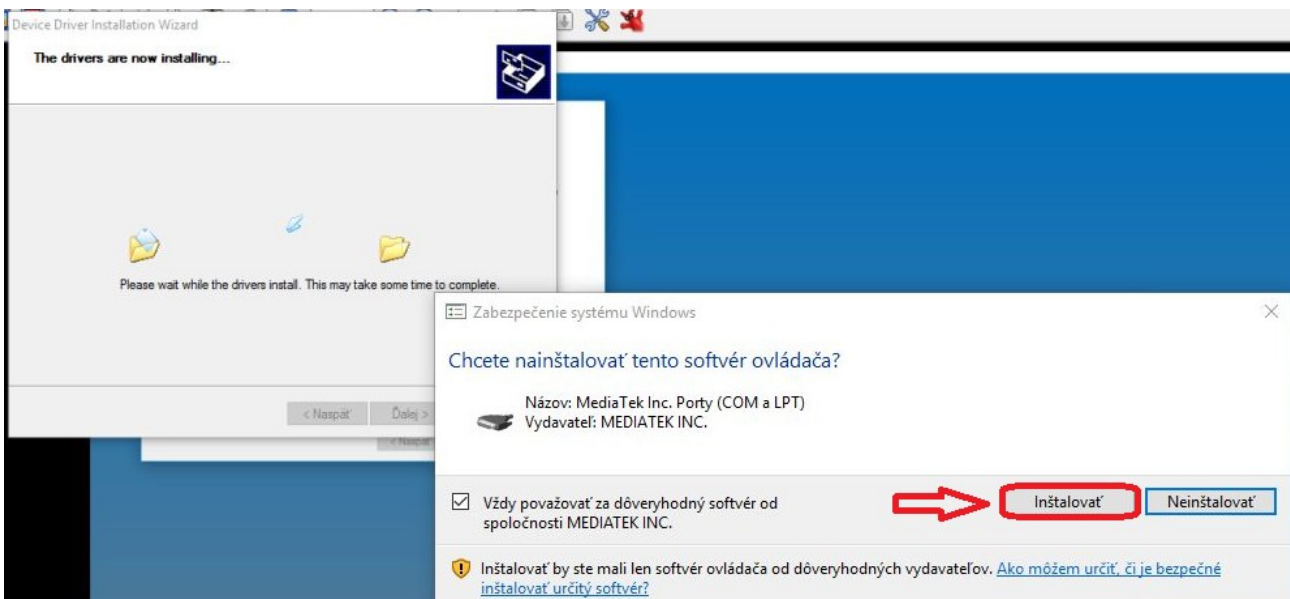 Device Driver Installation Wizard
The drivers are now installing...
Please wait while the drivers install. This may take some time to complete.
< Naspäť
Ďalej >
< Naspäť
Zabezpečenie systému Windows
Chcete nainštalovať tento softvér ovládača?
Názov: MediaTek Inc. Porty (COM a LPT)
Vydavateľ: MEDIATEK INC.
Vždy považovať za dôveryhodný softvér od
spoločnosti MEDIATEK INC.
Inštalovať
Neinštalovať
Inštalovať by ste mali len softvér ovládača od dôveryhodných vydavateľov. Ako môžem určiť, či je bezpečné
inštalovať určitý softvér?